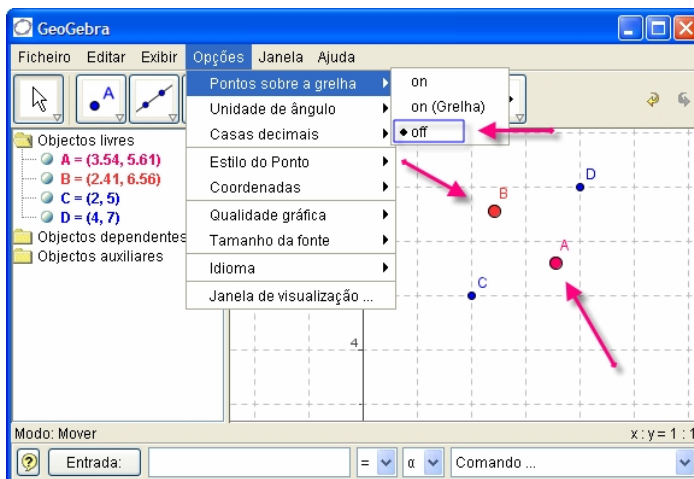 GeoGebra
Ficheiro Editar Exibir Opções Janela Ajuda
A
Pontos sobre a grelha
Unidade de ângulo
Casas decimais
Estilo do Ponto
Coordenadas
Qualidade gráfica
Tamanho da fonte
Idioma
Janela de visualização ...
on
on (Grelha)
off
Objectos livres
A = (3.54, 5.61)
B = (2.41, 6.56)
C = (2, 5)
D = (4, 7)
Objectos dependentes
Objectos auxiliares
D
B
A
C
4
Modo: Mover
x : y = 1 : 1
Entrada: = α Comando ...